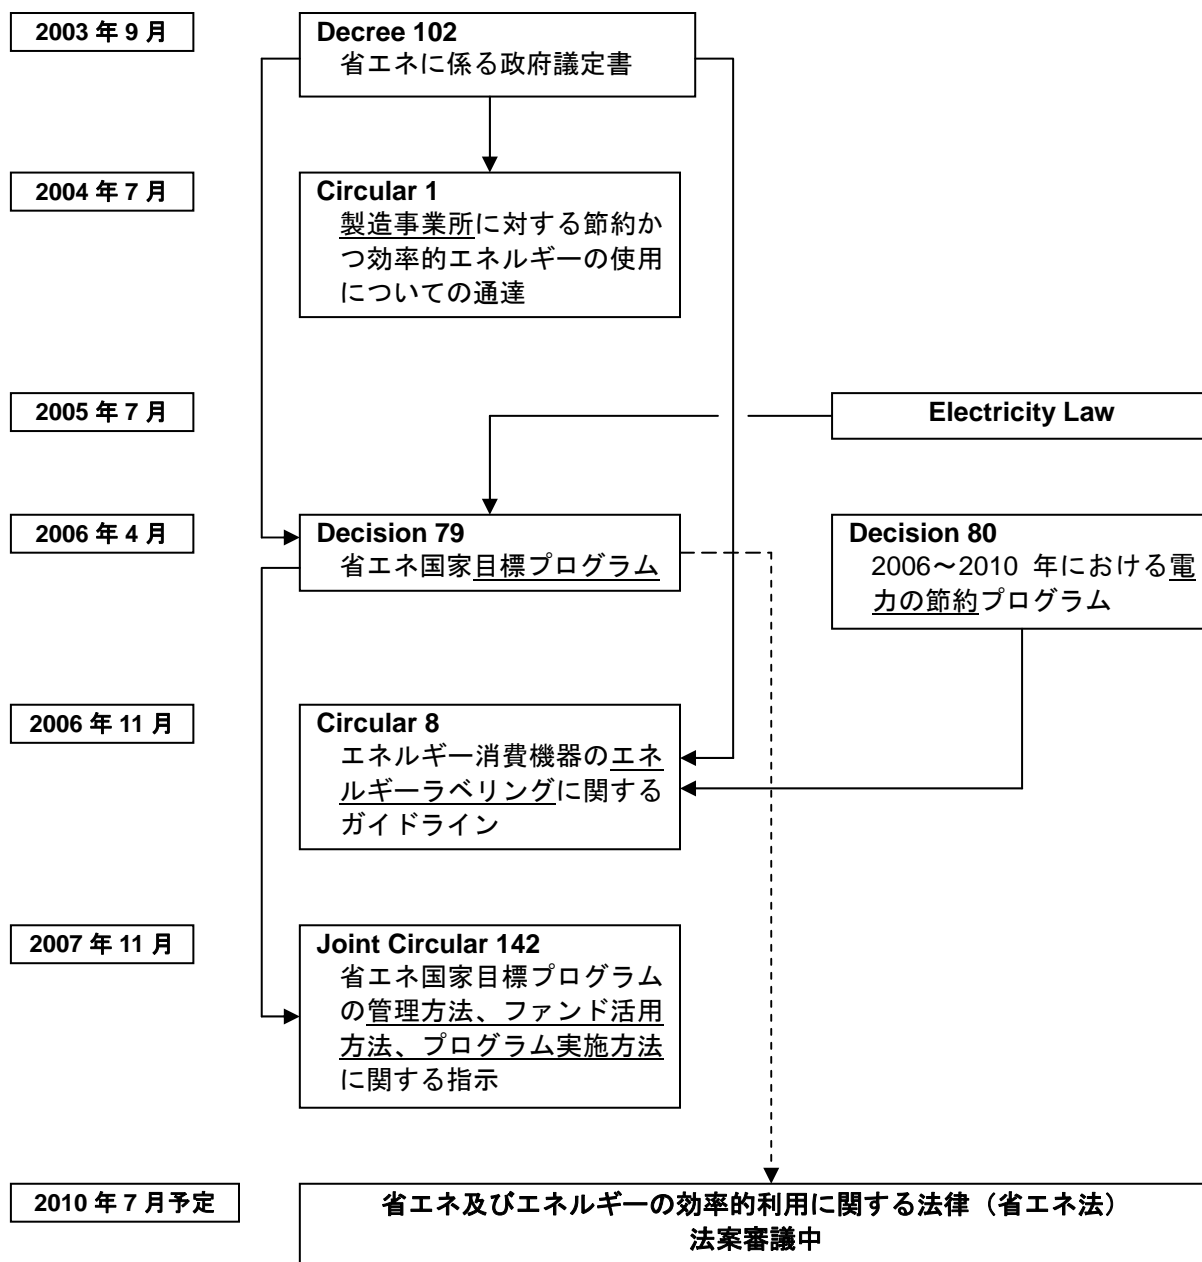 2003 年 9 月
Decree 102
省エネに係る政府議定書
2004 年 7 月
Circular 1
製造事業所に対する節約か
つ効率的エネルギーの使用
についての通達
2005 年 7 月
Electricity Law
2006 年 4 月
Decision 79
省エネ国家目標プログラム
Decision 80
2006～2010 年における電
力の節約プログラム
2006 年 11 月
Circular 8
エネルギー消費機器のエネ
ルギーラベリングに関する
ガイドライン
2007 年 11 月
Joint Circular 142
省エネ国家目標プログラム
の管理方法、ファンド活用
方法、プログラム実施方法
に関する指示
2010 年 7 月予定
省エネ及びエネルギーの効率的利用に関する法律（省エネ法）
法案審議中